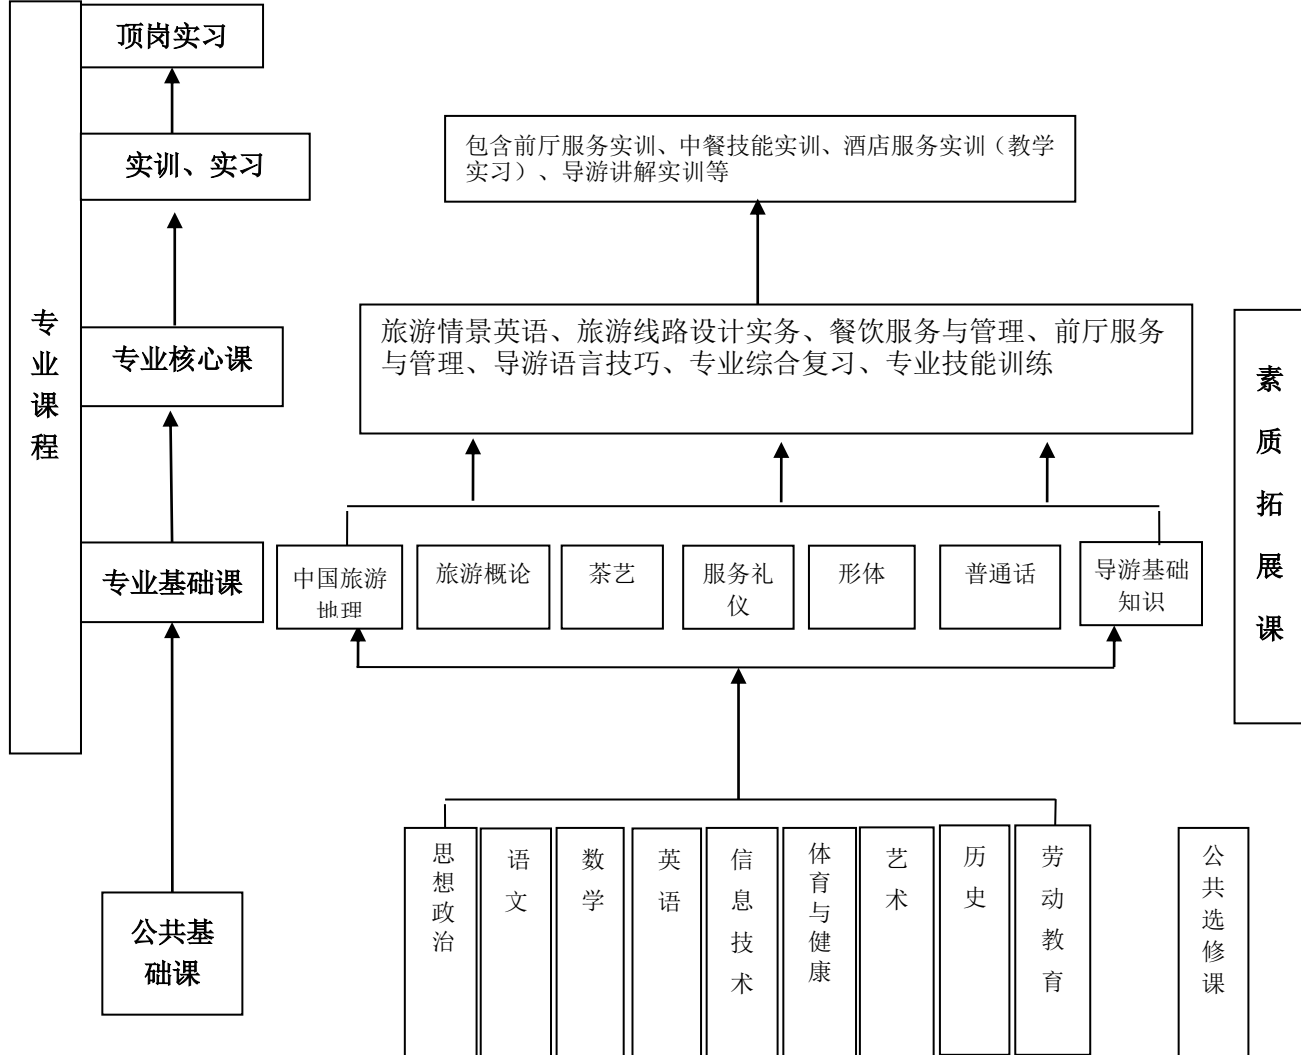 顶岗实习
实训、实习
包含前厅服务实训、中餐技能实训、酒店服务实训（教学
实习）、导游讲解实训等
专业课程
专业核心课
旅游情景英语、旅游线路设计实务、餐饮服务与管理、前厅服务
与管理、导游语言技巧、专业综合复习、专业技能训练
素质拓展课
专业基础课
中国旅游
地理
旅游概论
茶艺
服务礼
仪
形体
普通话
导游基础
知识
公共基
础课
思想政治
语文
数学
英语
信息技术
体育与健康
艺术
历史
劳动教育
公共选修课